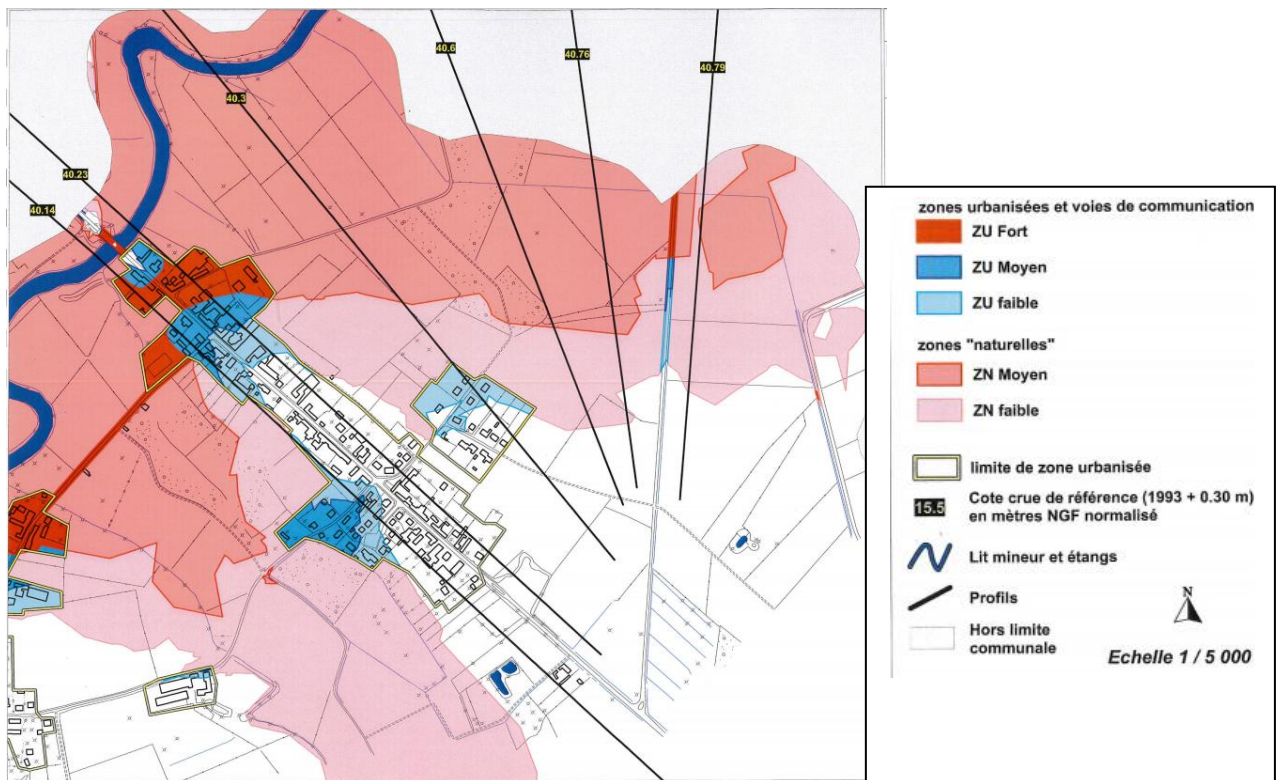 40.6
40.76
40.79
40.3
40.23
40.14
zones urbanisées et voies de communication
ZU Fort
ZU Moyen
ZU faible
zones "naturelles"
ZN Moyen
ZN faible
limite de zone urbanisée
15.5
Cote crue de référence (1993 + 0.30 m)
en mètres NGF normalisé
Lit mineur et étangs
Profils
N
Hors limite
communale
Echelle 1 / 5 000